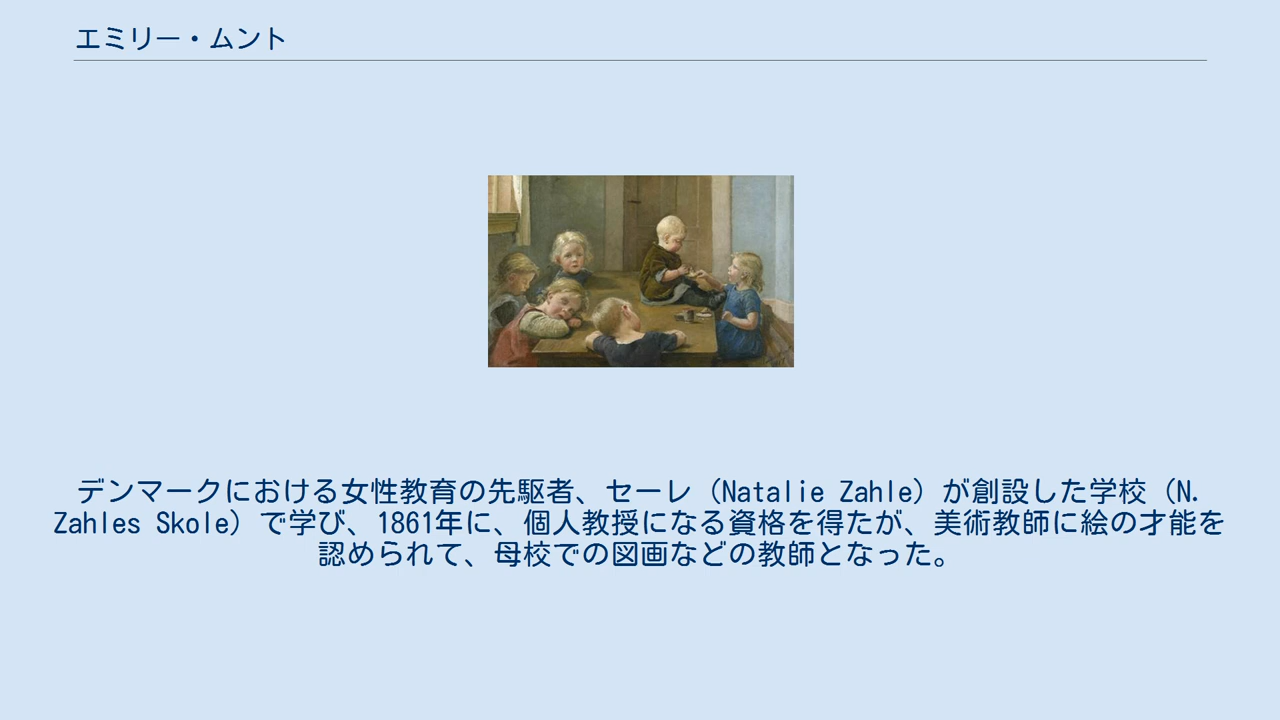 エミリー・ムント
デンマークにおける女性教育の先駆者、セーレ（Natalie Zahle）が創設した学校（N.
Zahles Skole）で学び、1861年に、個人教授になる資格を得たが、美術教師に絵の才能を
認められて、母校での図画などの教師となった。